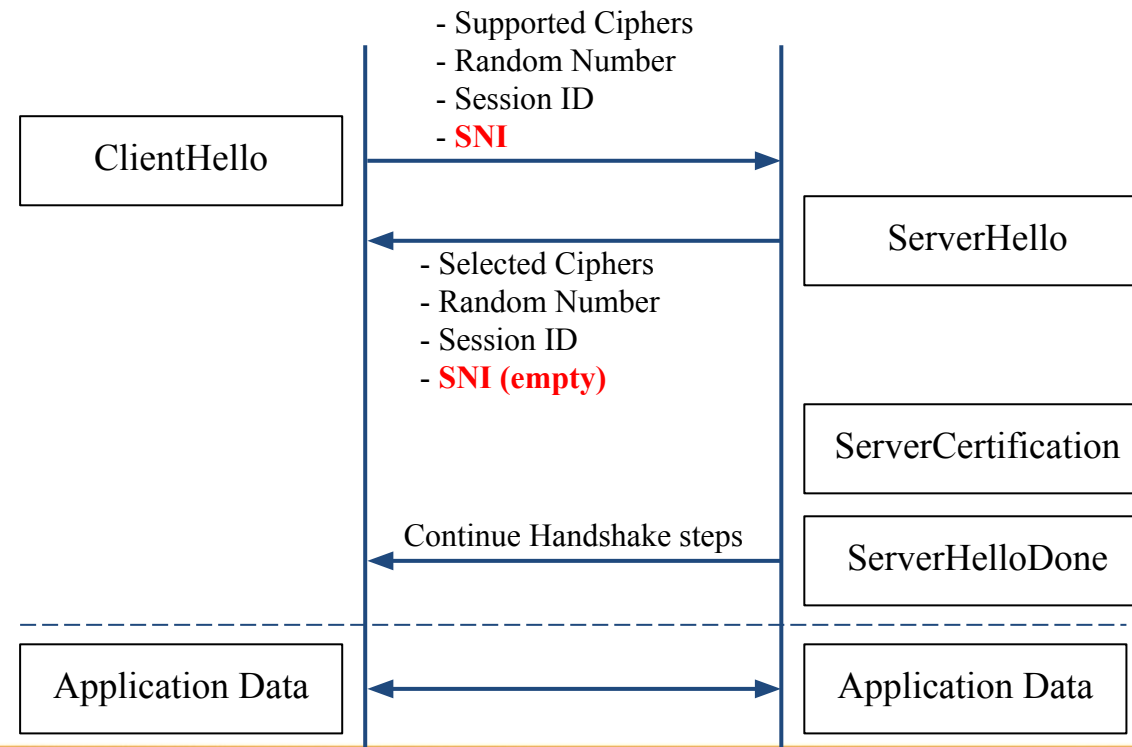 - Supported Ciphers
- Random Number
- Session ID
- SNI
ClientHello
ServerHello
- Selected Ciphers
- Random Number
- Session ID
- SNI (empty)
ServerCertification
Continue Handshake steps
ServerHelloDone
Application Data
Application Data